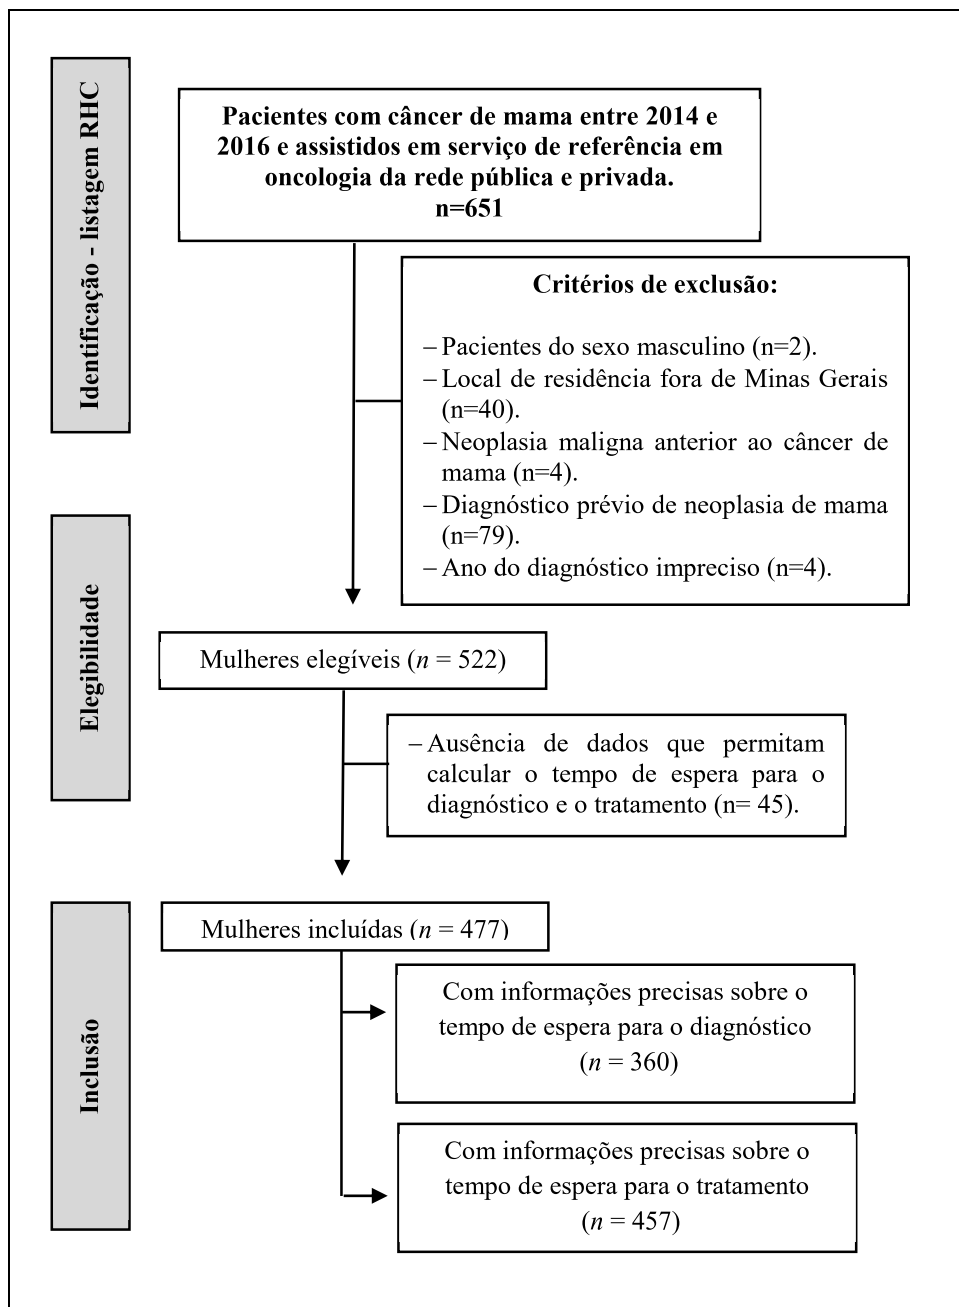 Identificação - listagem RHC
Pacientes com câncer de mama entre 2014 e
2016 e assistidos em serviço de referência em
oncologia da rede pública e privada.
n=651
Critérios de exclusão:
– Pacientes do sexo masculino (n=2).
– Local de residência fora de Minas Gerais
(n=40).
– Neoplasia maligna anterior ao câncer de
mama (n=4).
– Diagnóstico prévio de neoplasia de mama
(n=79).
– Ano do diagnóstico impreciso (n=4).
Elegibilidade
Mulheres elegíveis (n = 522)
– Ausência de dados que permitam
calcular o tempo de espera para o
diagnóstico e o tratamento (n= 45).
Inclusão
Mulheres incluídas (n = 477)
Com informações precisas sobre o
tempo de espera para o diagnóstico
(n = 360)
Com informações precisas sobre o
tempo de espera para o tratamento
(n = 457)